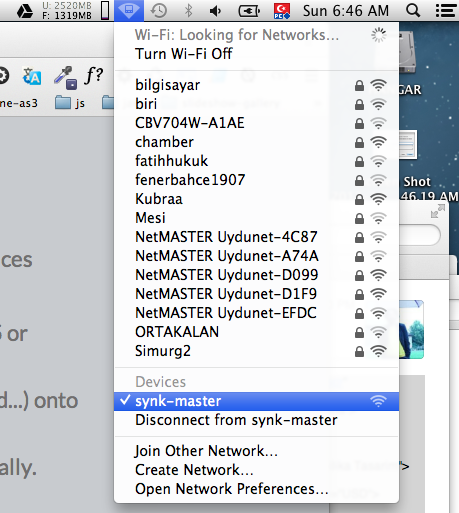 U: 2520MB
F: 1319MB
Sun 6:46 AM
Wi-Fi: Looking for Networks...
Turn Wi-Fi Off
f?
bilgisayar
GAR
ne-as3
js
biri
CBV704W-A1AE
chamber
fatihhukuk
fenerbahce1907
Shot
Kubraa
46.19 AM
Mesi
NetMASTER Uydunet-4C87
ces
NetMASTER Uydunet-A74A
NetMASTER Uydunet-D099
NetMASTER Uydunet-D1F9
NetMASTER Uydunet-EFDC
or
ORTAKALAN
Simurg2
Devices
d...) onto
synk-master
Disconnect from synk-master
Join Other Network...
ally.
Create Network...
Open Network Preferences...